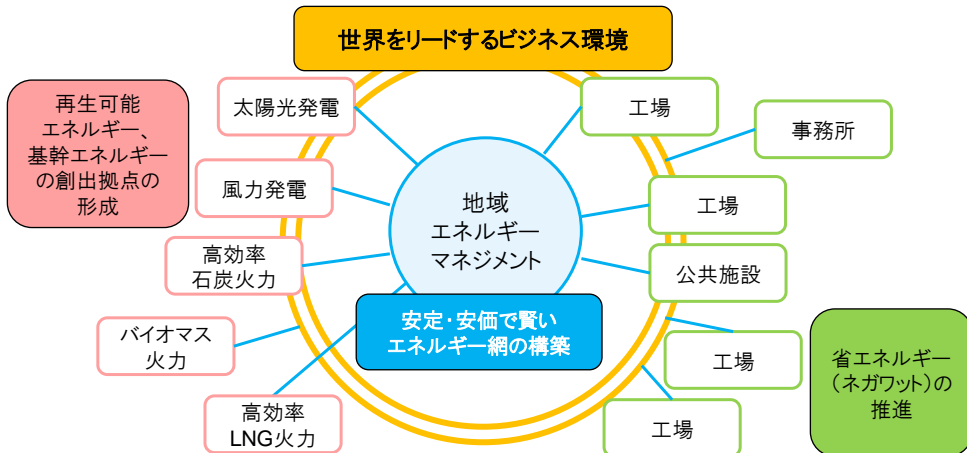 世界をリードするビジネス環境
再生可能
エネルギー、
基幹エネルギー
の創出拠点の
形成
太陽光発電
風力発電
高効率
石炭火力
バイオマス
火力
高効率
LNG火力
地域
エネルギー
マネジメント
安定・安価で賢い
エネルギー網の構築
工場
事務所
工場
公共施設
工場
工場
省エネルギー
（ネガワット）の
推進